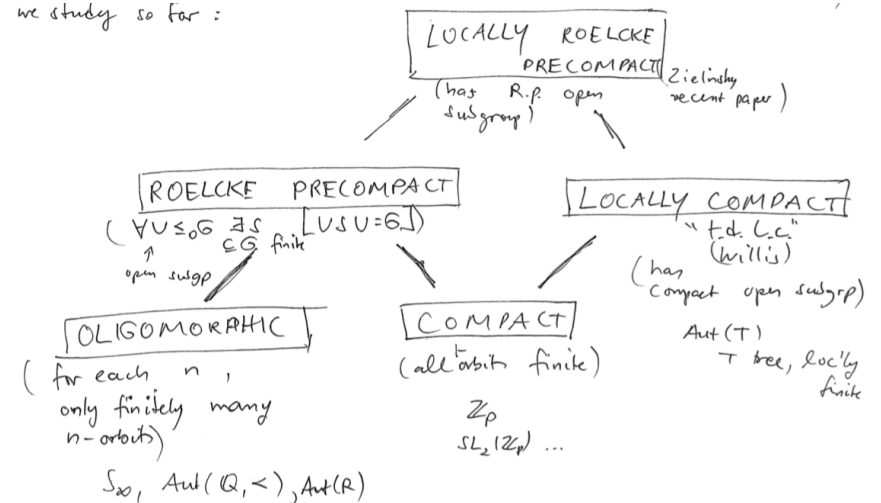 we study so far :
LOCALLY ROELCKE
PRECOMPACT
(has R.p. open
subgroup)
Zielinsky
recent paper)
ROELCKE PRECOMPACT
(∀U≤₀G ∃S [USU=G])
⊆G finite
↑
open subgp
LOCALLY COMPACT
"t.d. l.c."
(Willis)
(has
compact open subgrp)
Aut(T)
T tree, loc'ly
finite
OLIGOMORPHIC
(for each n,
only finitely many
n-orbits)
S∞, Aut(ℚ,<), Aut(R)
COMPACT
(all orbits finite)
ℤp
SL₂(ℤp) ...